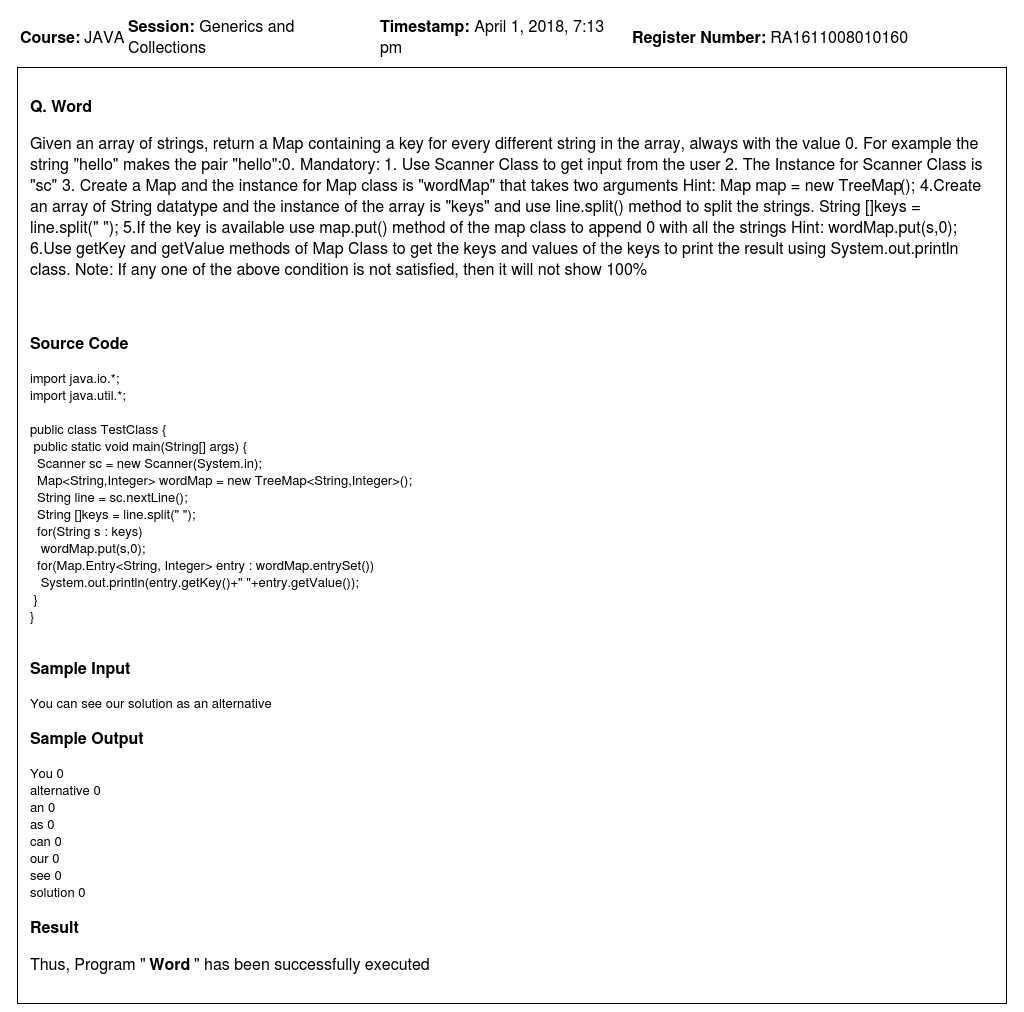 Course: JAVA Session: Generics and Collections Timestamp: April 1, 2018, 7:13 pm Register Number: RA1611008010160
Q. Word
Given an array of strings, return a Map containing a key for every different string in the array, always with the value 0. For example the
string "hello" makes the pair "hello":0. Mandatory: 1. Use Scanner Class to get input from the user 2. The Instance for Scanner Class is
"sc" 3. Create a Map and the instance for Map class is "wordMap" that takes two arguments Hint: Map map = new TreeMap(); 4.Create
an array of String datatype and the instance of the array is "keys" and use line.split() method to split the strings. String []keys =
line.split(" "); 5.If the key is available use map.put() method of the map class to append 0 with all the strings Hint: wordMap.put(s,0);
6.Use getKey and getValue methods of Map Class to get the keys and values of the keys to print the result using System.out.println
class. Note: If any one of the above condition is not satisfied, then it will not show 100%
Source Code
import java.io.*;
import java.util.*;
public class TestClass {
public static void main(String[] args) {
Scanner sc = new Scanner(System.in);
Map<String,Integer> wordMap = new TreeMap<String,Integer>();
String line = sc.nextLine();
String []keys = line.split(" ");
for(String s : keys)
wordMap.put(s,0);
for(Map.Entry<String, Integer> entry : wordMap.entrySet())
System.out.println(entry.getKey()+" "+entry.getValue());
}
}
Sample Input
You can see our solution as an alternative
Sample Output
You 0
alternative 0
an 0
as 0
can 0
our 0
see 0
solution 0
Result
Thus, Program " Word " has been successfully executed